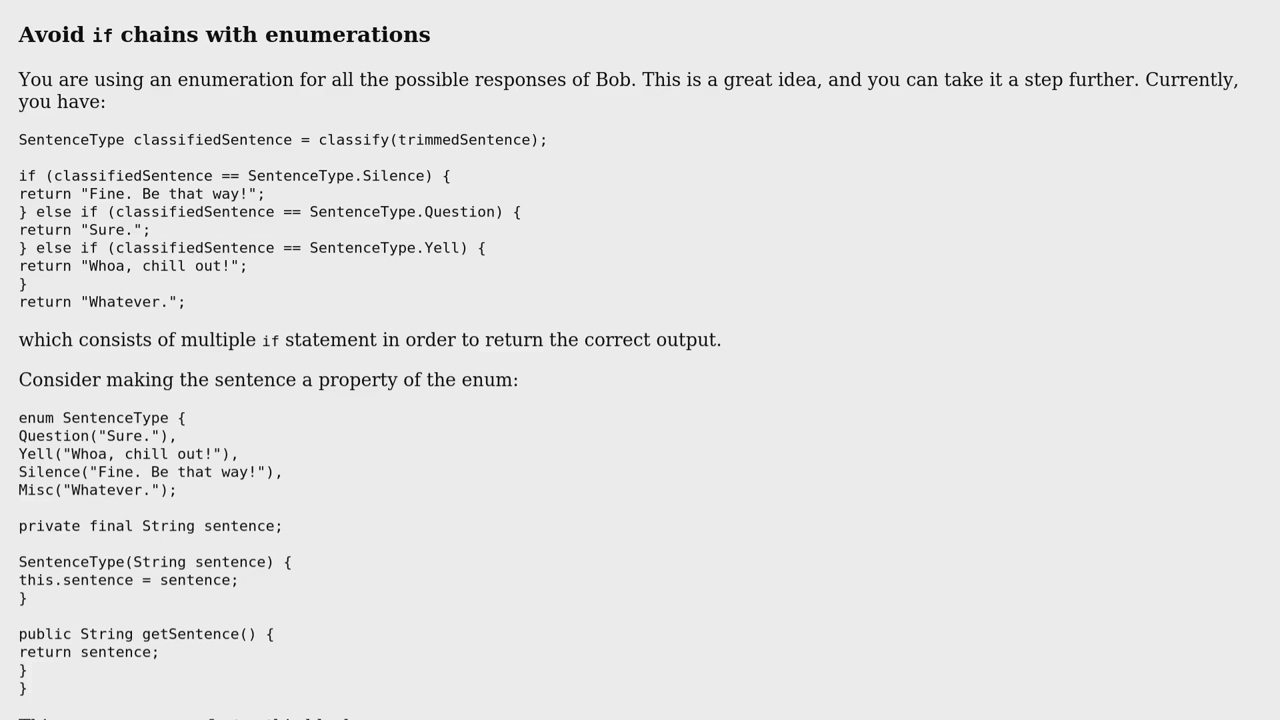 Avoid if chains with enumerations
You are using an enumeration for all the possible responses of Bob. This is a great idea, and you can take it a step further. Currently,
you have:
SentenceType classifiedSentence = classify(trimmedSentence);
if (classifiedSentence == SentenceType.Silence) {
return "Fine. Be that way!";
} else if (classifiedSentence == SentenceType.Question) {
return "Sure.";
} else if (classifiedSentence == SentenceType.Yell) {
return "Whoa, chill out!";
}
return "Whatever.";
which consists of multiple if statement in order to return the correct output.
Consider making the sentence a property of the enum:
enum SentenceType {
Question("Sure."),
Yell("Whoa, chill out!"),
Silence("Fine. Be that way!"),
Misc("Whatever.");
private final String sentence;
SentenceType(String sentence) {
this.sentence = sentence;
}
public String getSentence() {
return sentence;
}
}